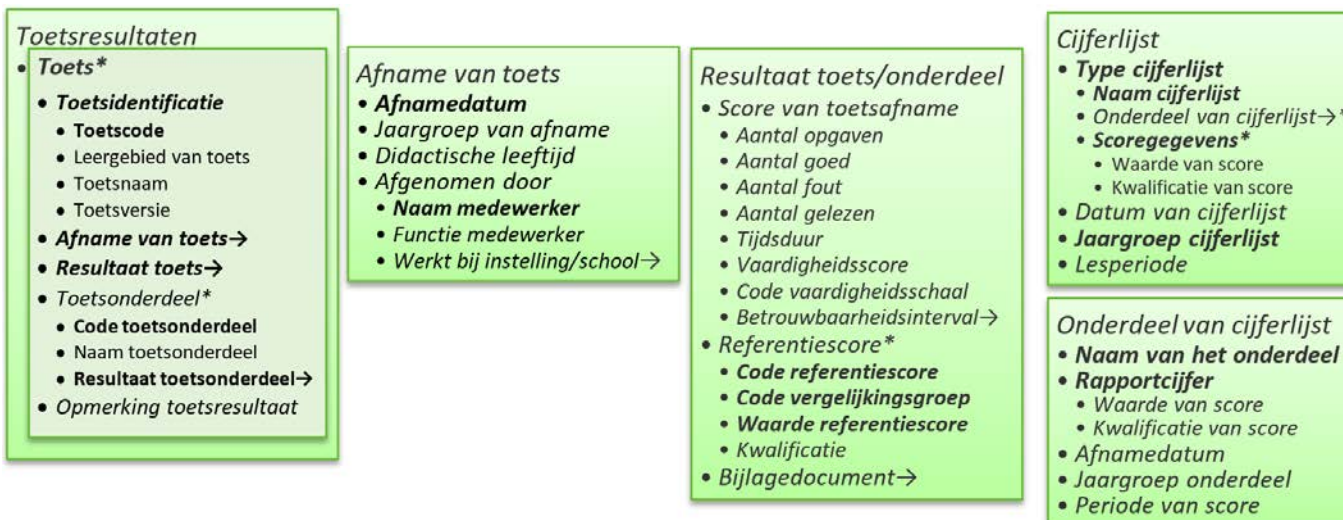 Toetsresultaten
• Toets*
• Toetsidentificatie
• Toetscode
• Leergebied van toets
• Toetsnaam
• Toetsversie
• Afname van toets→
• Resultaat toets→
• Toetsonderdeel*
• Code toetsonderdeel
• Naam toetsonderdeel
• Resultaat toetsonderdeel→
• Opmerking toetsresultaat
Afname van toets
• Afnamedatum
• Jaargroep van afname
• Didactische leeftijd
• Afgenomen door
• Naam medewerker
• Functie medewerker
• Werkt bij instelling/school→
Resultaat toets/onderdeel
• Score van toetsafname
• Aantal opgaven
• Aantal goed
• Aantal fout
• Aantal gelezen
• Tijdsduur
• Vaardigheidsscore
• Code vaardigheidsschaal
• Betrouwbaarheidsinterval→
• Referentiescore*
• Code referentiescore
• Code vergelijkingsgroep
• Waarde referentiescore
• Kwalificatie
• Bijlagedocument→
Cijferlijst
• Type cijferlijst
• Naam cijferlijst
• Onderdeel van cijferlijst→*
• Scoregegevens*
• Waarde van score
• Kwalificatie van score
• Datum van cijferlijst
• Jaargroep cijferlijst
• Lesperiode
Onderdeel van cijferlijst
• Naam van het onderdeel
• Rapportcijfer
• Waarde van score
• Kwalificatie van score
• Afnamedatum
• Jaargroep onderdeel
• Periode van score